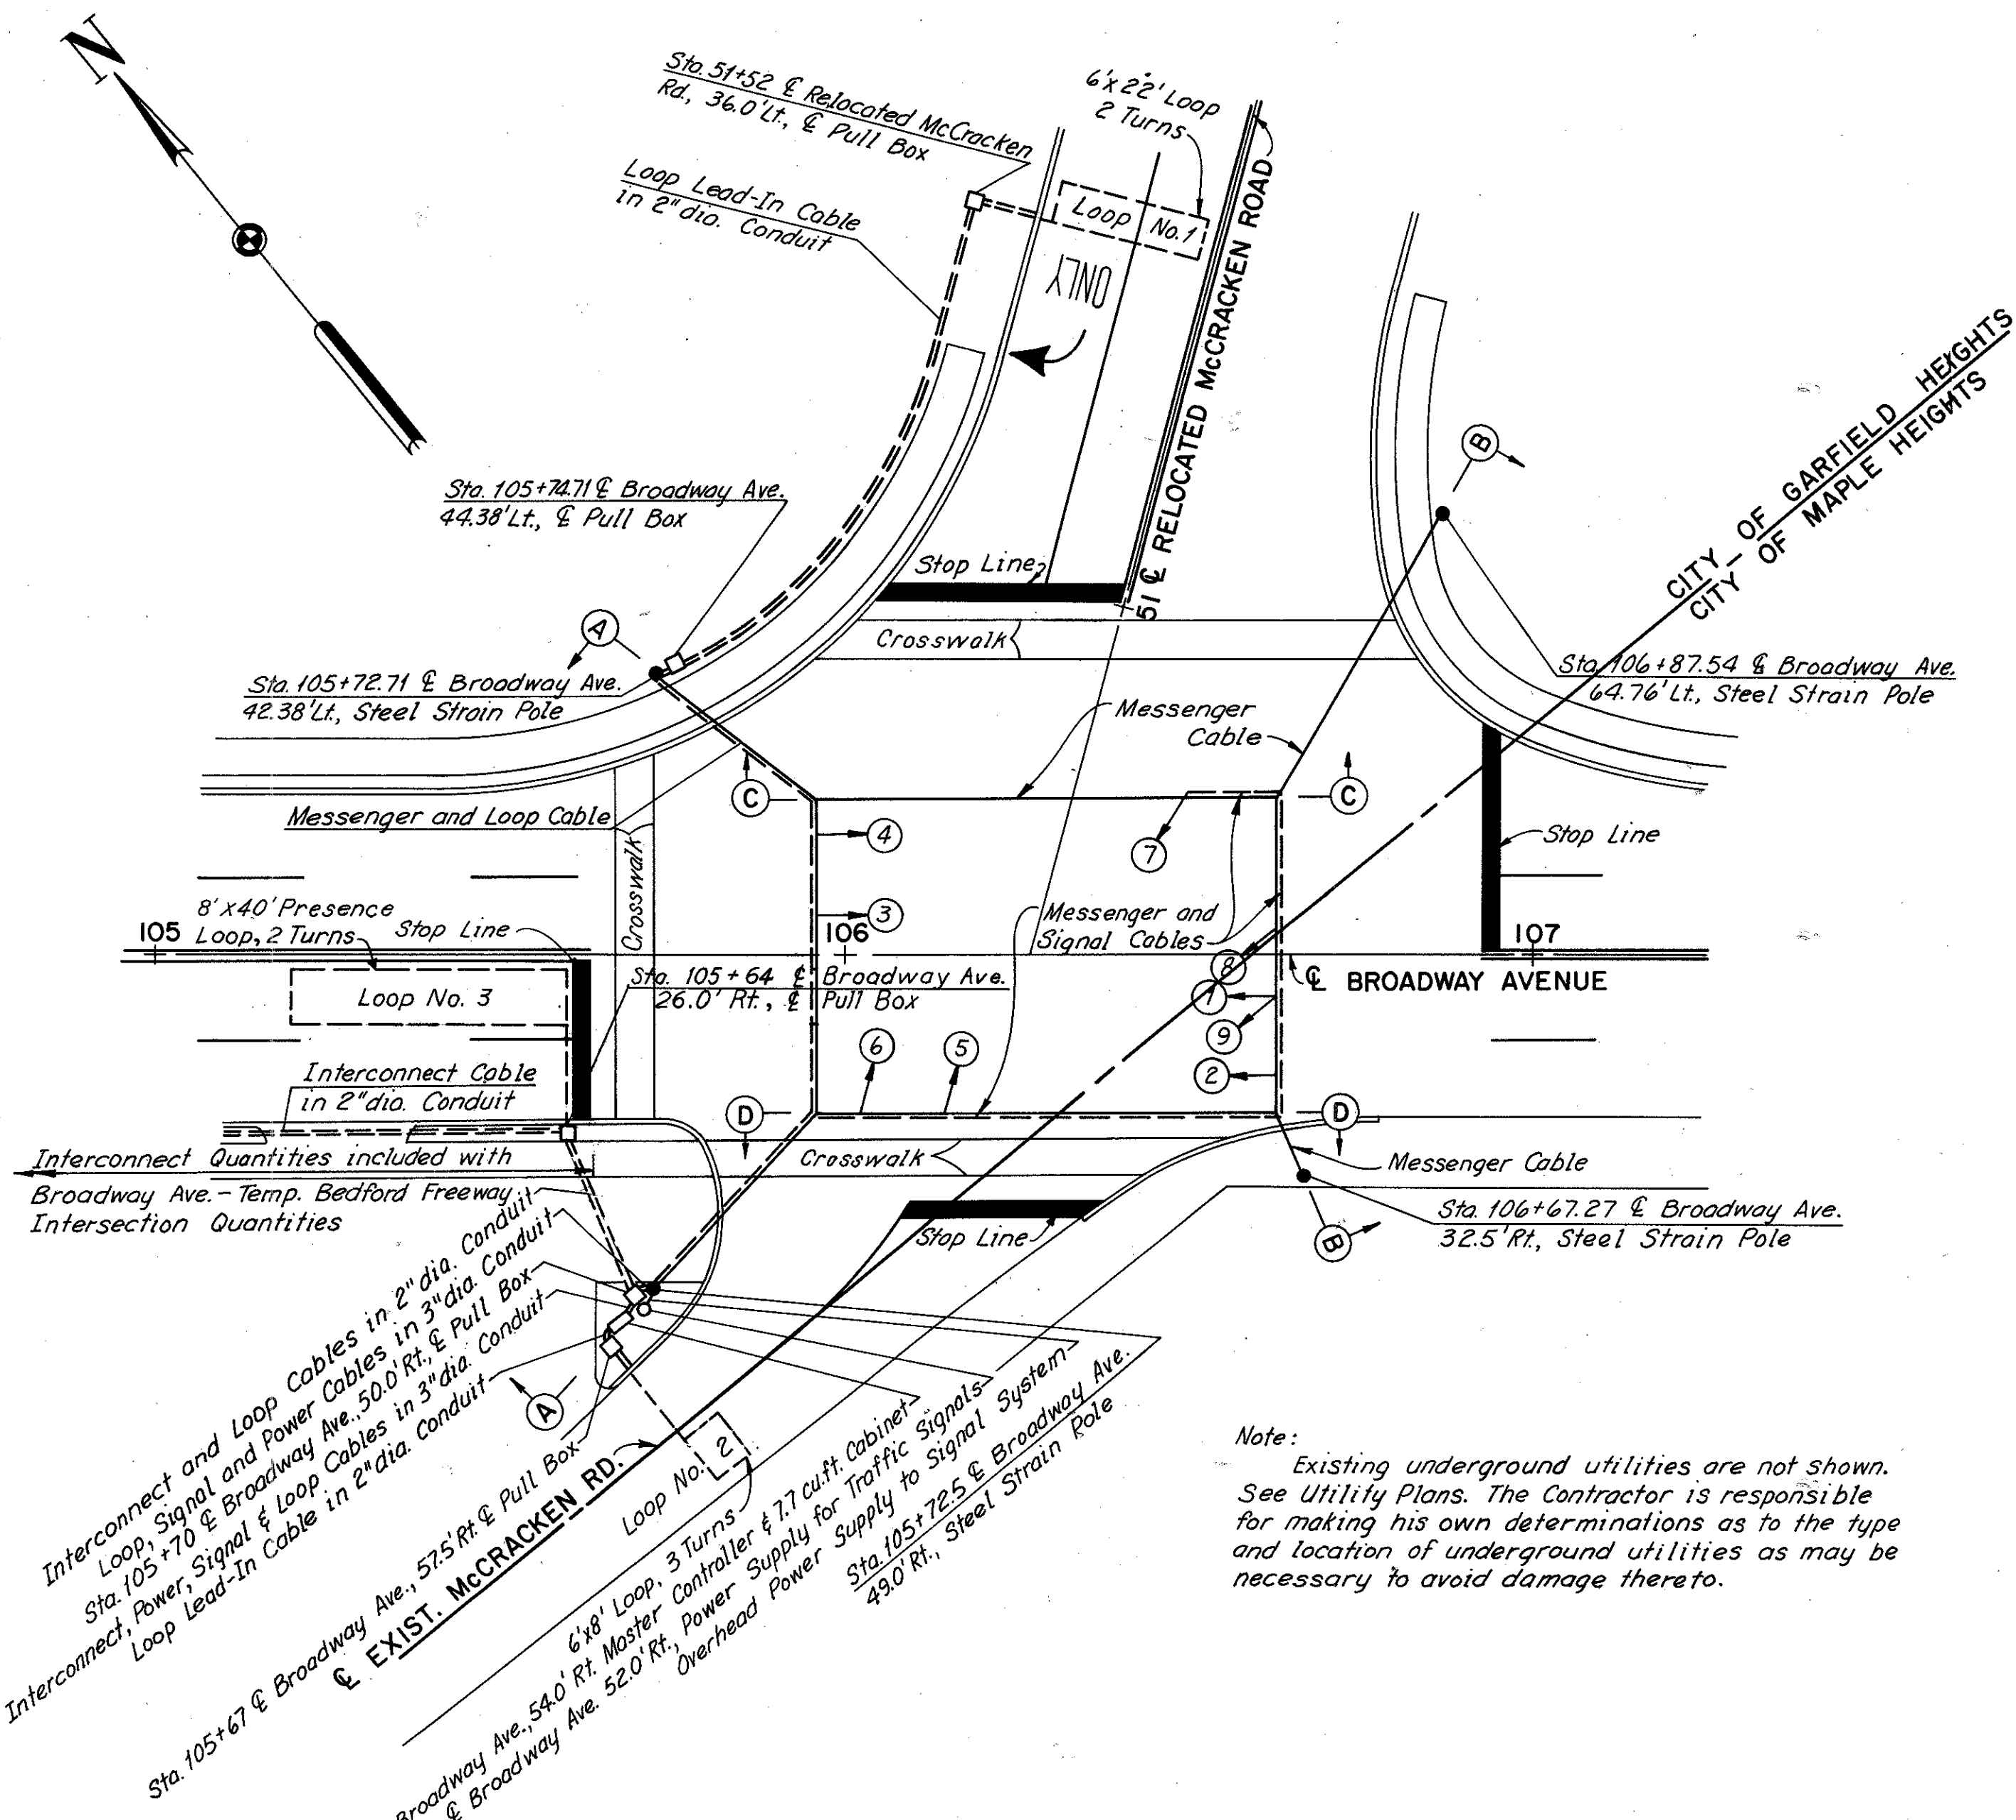 N
Sta. 51+52 ℄ Relocated McCracken
Rd., 36.0' Lt., ℄ Pull Box
6'x22' Loop
2 Turns
Loop Lead-In Cable
in 2" dia. Conduit
Loop No. 1
ONLY
51 ℄ RELOCATED McCRACKEN ROAD
CITY OF GARFIELD HEIGHTS
CITY OF MAPLE HEIGHTS
B
Sta. 105+74.71 ℄ Broadway Ave.
44.38' Lt., ℄ Pull Box
Stop Line
A
Crosswalk
Sta. 105+72.71 ℄ Broadway Ave.
42.38' Lt., Steel Strain Pole
Sta. 106+87.54 ℄ Broadway Ave.
64.76' Lt., Steel Strain Pole
Messenger
Cable
C
C
Messenger and Loop Cable
4
7
Stop Line
Crosswalk
8'x40' Presence
Loop, 2 Turns
Stop Line
3
Messenger and
Signal Cables
105
106
107
8
℄ BROADWAY AVENUE
Loop No. 3
Sta. 105+64 ℄ Broadway Ave.
26.0' Rt., ℄ Pull Box
1
9
6
5
2
Interconnect Cable
in 2" dia. Conduit
D
D
Interconnect Quantities included with
Broadway Ave. - Temp. Bedford Freeway
Intersection Quantities
Crosswalk
Messenger Cable
Sta. 106+67.27 ℄ Broadway Ave.
32.5' Rt., Steel Strain Pole
Stop Line
B
Interconnect and Loop Cables in 2" dia. Conduit
Loop, Signal and Power Cables in 3" dia. Conduit
Sta. 105+70 ℄ Broadway Ave., 50.0' Rt., ℄ Pull Box
Interconnect, Power, Signal & Loop Cables in 3" dia. Conduit
Loop Lead-In Cable in 2" dia. Conduit
A
Sta. 105+67 ℄ Broadway Ave., 57.5' Rt. ℄ Pull Box
℄ EXIST. McCRACKEN RD.
Loop No. 2
6'x8' Loop, 3 Turns
Broadway Ave., 54.0' Rt. Master Controller & 7.7 cu.ft. Cabinet
℄ Broadway Ave. 52.0' Rt., Power Supply for Traffic Signals
Overhead Power Supply to Signal System
Sta. 105+72.5 ℄ Broadway Ave.
49.0' Rt., Steel Strain Pole
Note:
Existing underground utilities are not shown.
See Utility Plans. The Contractor is responsible
for making his own determinations as to the type
and location of underground utilities as may be
necessary to avoid damage thereto.